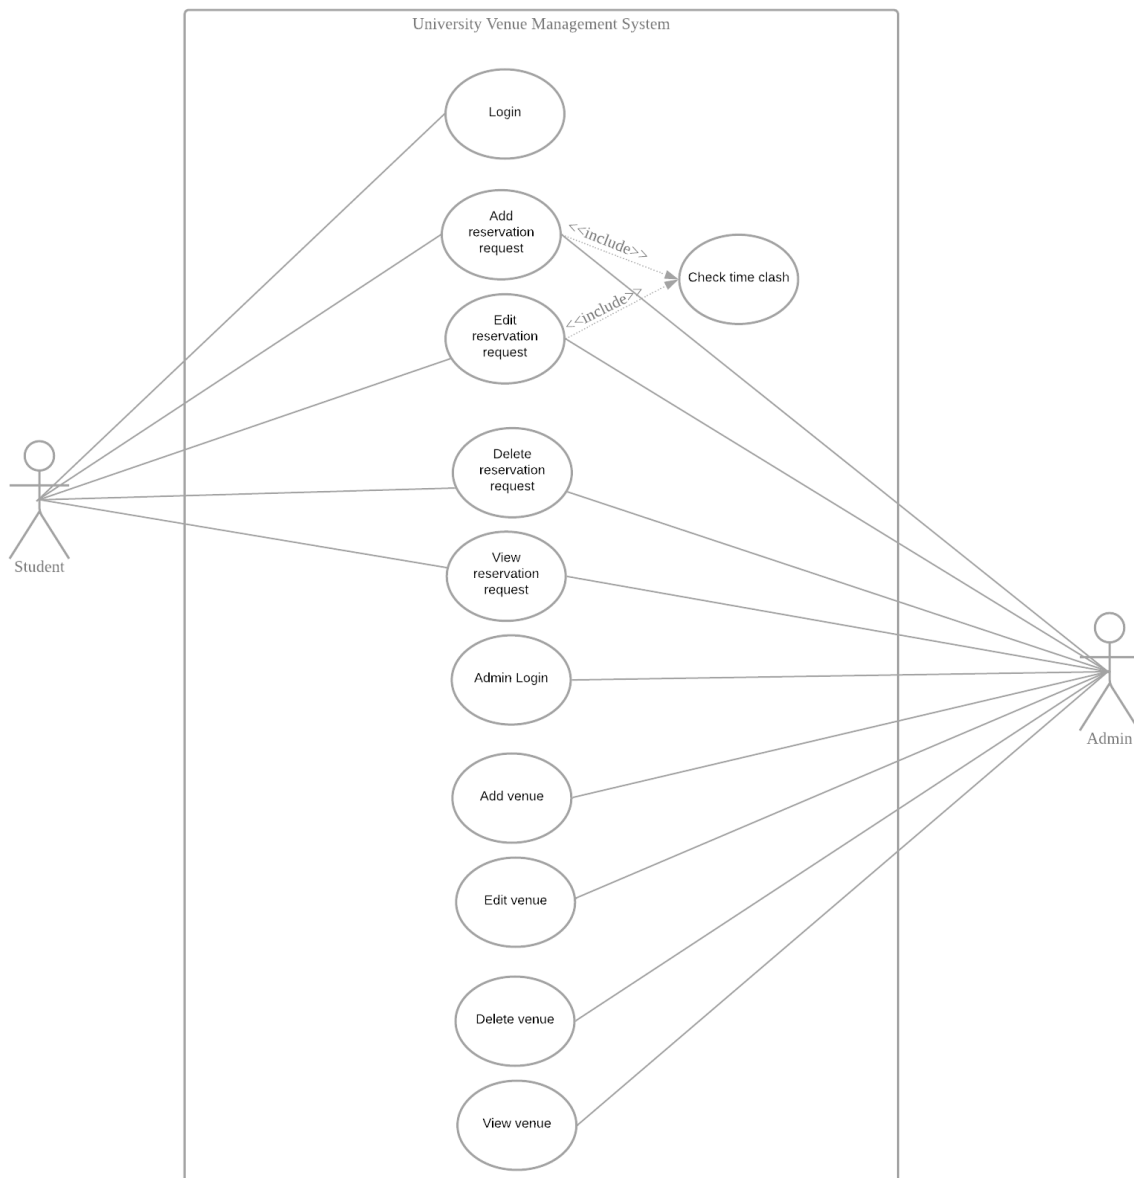 University Venue Management System
Login
Add
reservation
request
<<include>>
Check time clash
<<include>>
Edit
reservation
request
Delete
reservation
request
Student
View
reservation
request
Admin Login
Admin
Add venue
Edit venue
Delete venue
View venue